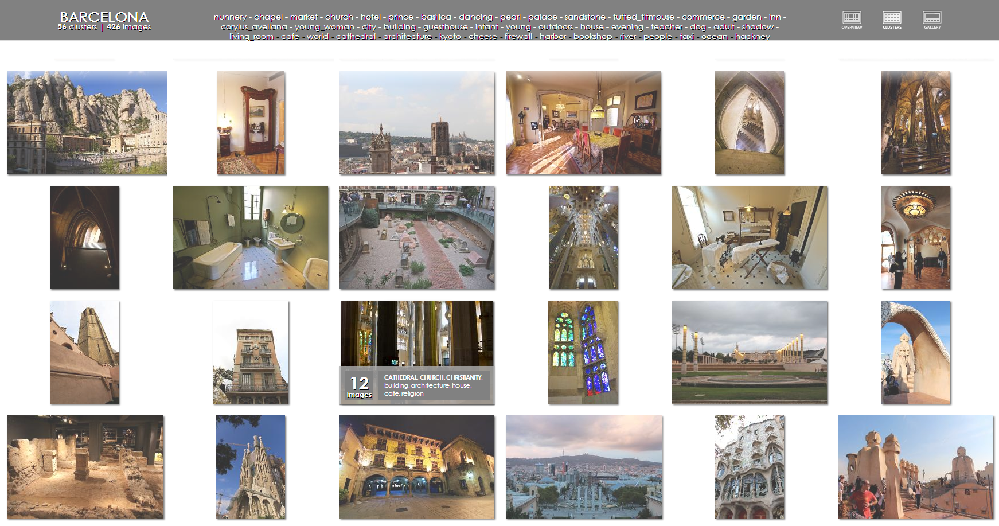 BARCELONA
56 clusters | 426 images
nunnery - chapel - market - church - hotel - prince - basilica - dancing - pearl - palace - sandstone - tufted_titmouse - commerce - garden - inn -
corylus_avellana - young_woman - city - building - guesthouse - infant - young - outdoors - house - evening - teacher - dog - adult - shadow -
living_room - cafe - world - cathedral - architecture - kyoto - cheese - firewall - harbor - bookshop - river - people - taxi - ocean - hackney
OVERVIEW
CLUSTERS
GALLERY
12
images
CATHEDRAL, CHURCH, CHRISTIANITY,
building, architecture, house,
cafe, religion